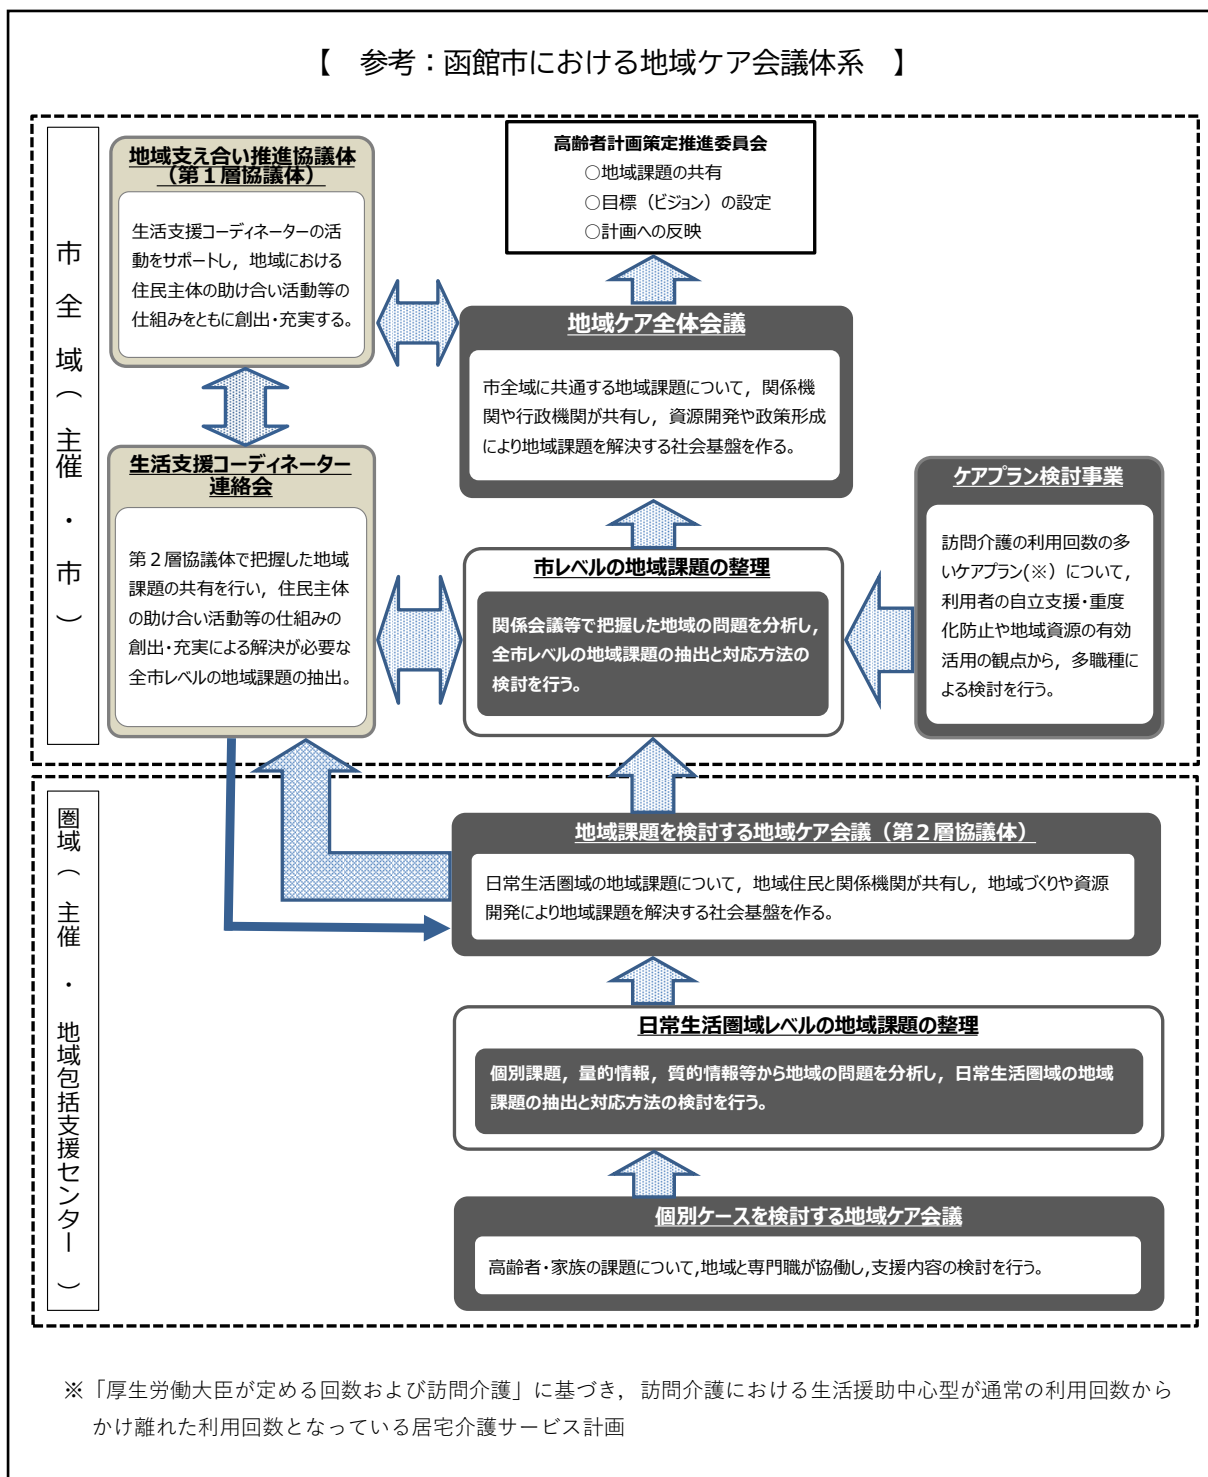 【　参考：函館市における地域ケア会議体系　】
市全域（主催・市）
地域支え合い推進協議体
（第１層協議体）
生活支援コーディネーターの活
動をサポートし，地域における
住民主体の助け合い活動等の
仕組みをともに創出・充実する。
高齢者計画策定推進委員会
○地域課題の共有
○目標（ビジョン）の設定
○計画への反映
地域ケア全体会議
市全域に共通する地域課題について，関係機
関や行政機関が共有し，資源開発や政策形成
により地域課題を解決する社会基盤を作る。
生活支援コーディネーター
連絡会
第２層協議体で把握した地域
課題の共有を行い，住民主体
の助け合い活動等の仕組みの
創出・充実による解決が必要な
全市レベルの地域課題の抽出。
市レベルの地域課題の整理
関係会議等で把握した地域の問題を分析し，
全市レベルの地域課題の抽出と対応方法の
検討を行う。
ケアプラン検討事業
訪問介護の利用回数の多
いケアプラン(※）について，
利用者の自立支援・重度
化防止や地域資源の有効
活用の観点から，多職種に
よる検討を行う。
圏域（主催・地域包括支援センター）
地域課題を検討する地域ケア会議（第２層協議体）
日常生活圏域の地域課題について，地域住民と関係機関が共有し，地域づくりや資源
開発により地域課題を解決する社会基盤を作る。
日常生活圏域レベルの地域課題の整理
個別課題，量的情報，質的情報等から地域の問題を分析し，日常生活圏域の地域
課題の抽出と対応方法の検討を行う。
個別ケースを検討する地域ケア会議
高齢者・家族の課題について,地域と専門職が協働し,支援内容の検討を行う。
※「厚生労働大臣が定める回数および訪問介護」に基づき，訪問介護における生活援助中心型が通常の利用回数から
かけ離れた利用回数となっている居宅介護サービス計画